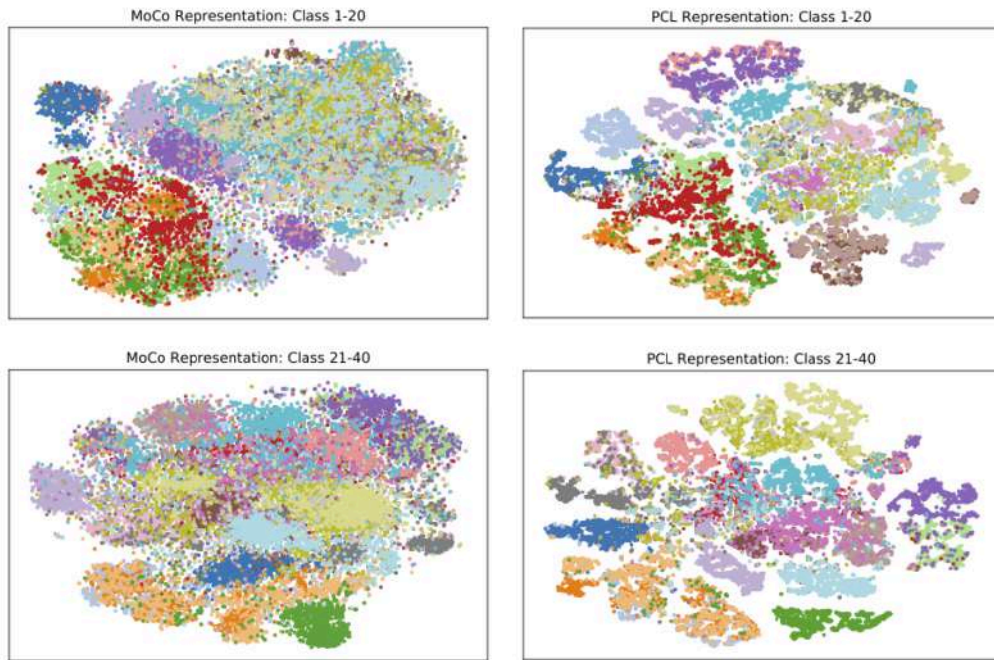 MoCo Representation: Class 1-20
PCL Representation: Class 1-20
MoCo Representation: Class 21-40
PCL Representation: Class 21-40